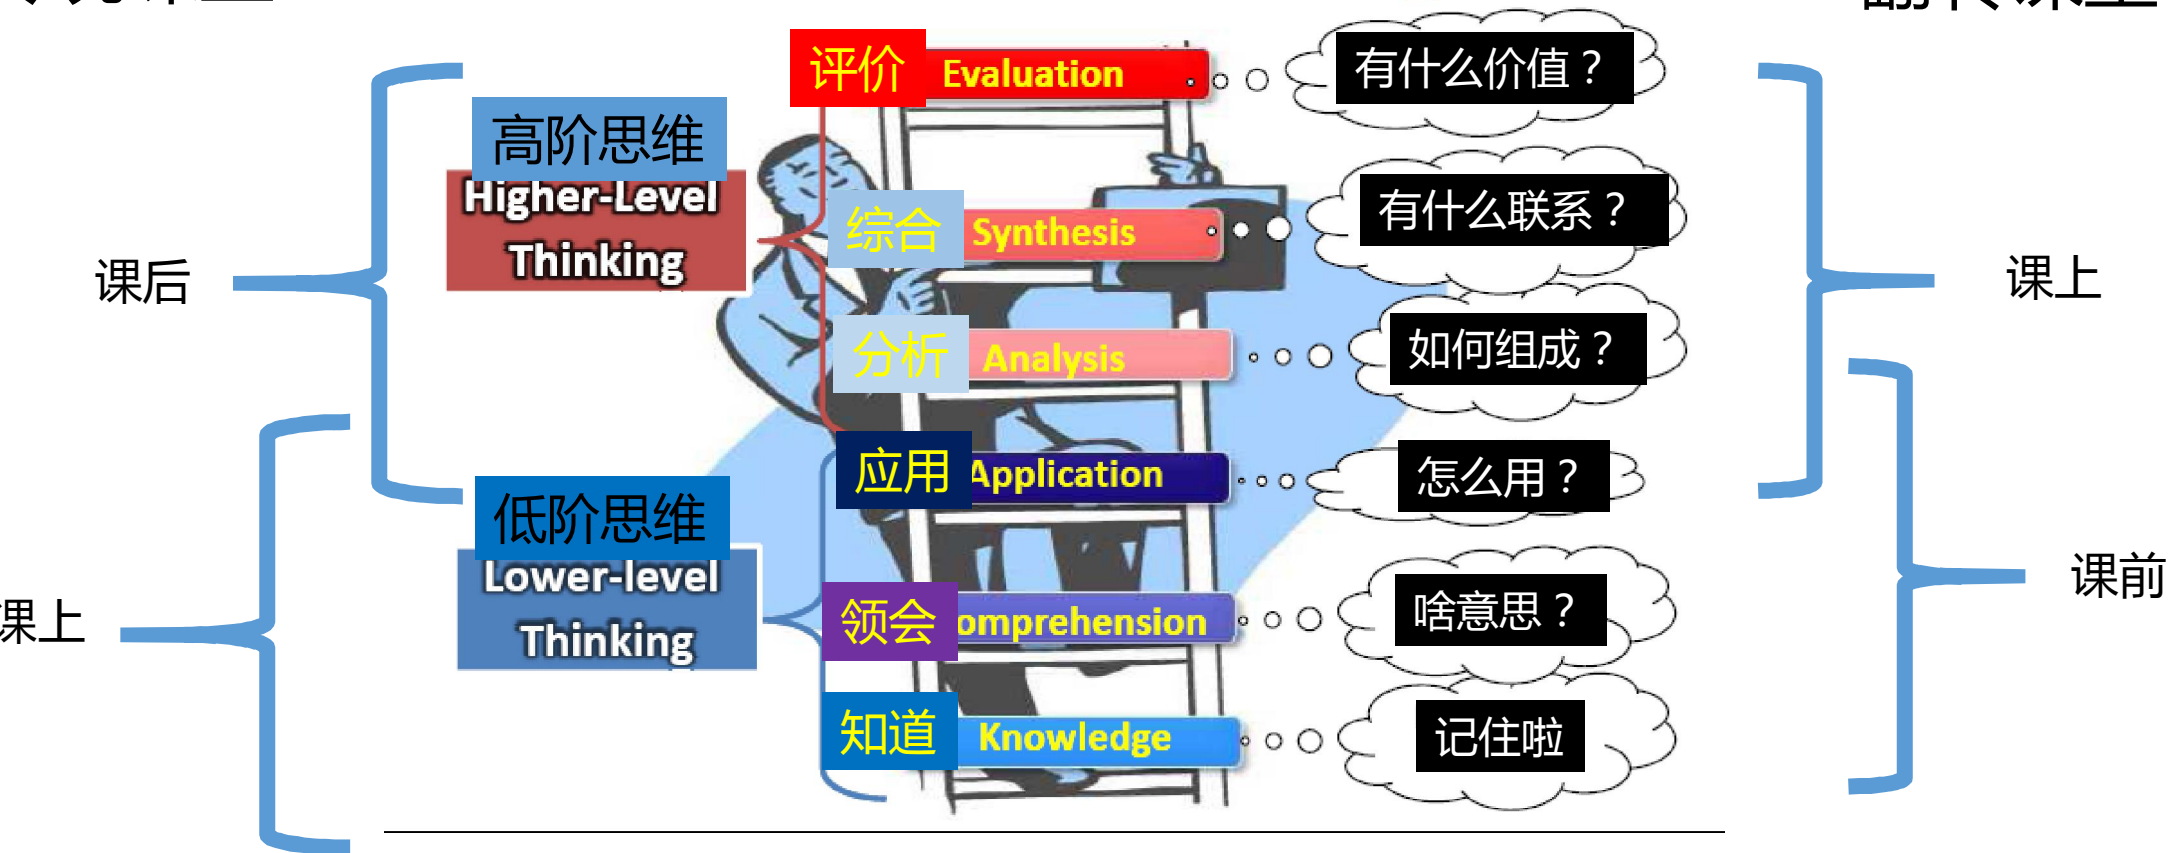 评价 Evaluation 有什么价值？
高阶思维
Higher-Level
Thinking
综合 Synthesis 有什么联系？
课后
课上
分析 Analysis 如何组成？
应用 Application 怎么用？
低阶思维
Lower-level
Thinking
领会 omprehension 啥意思？
课上
课前
知道 Knowledge 记住啦